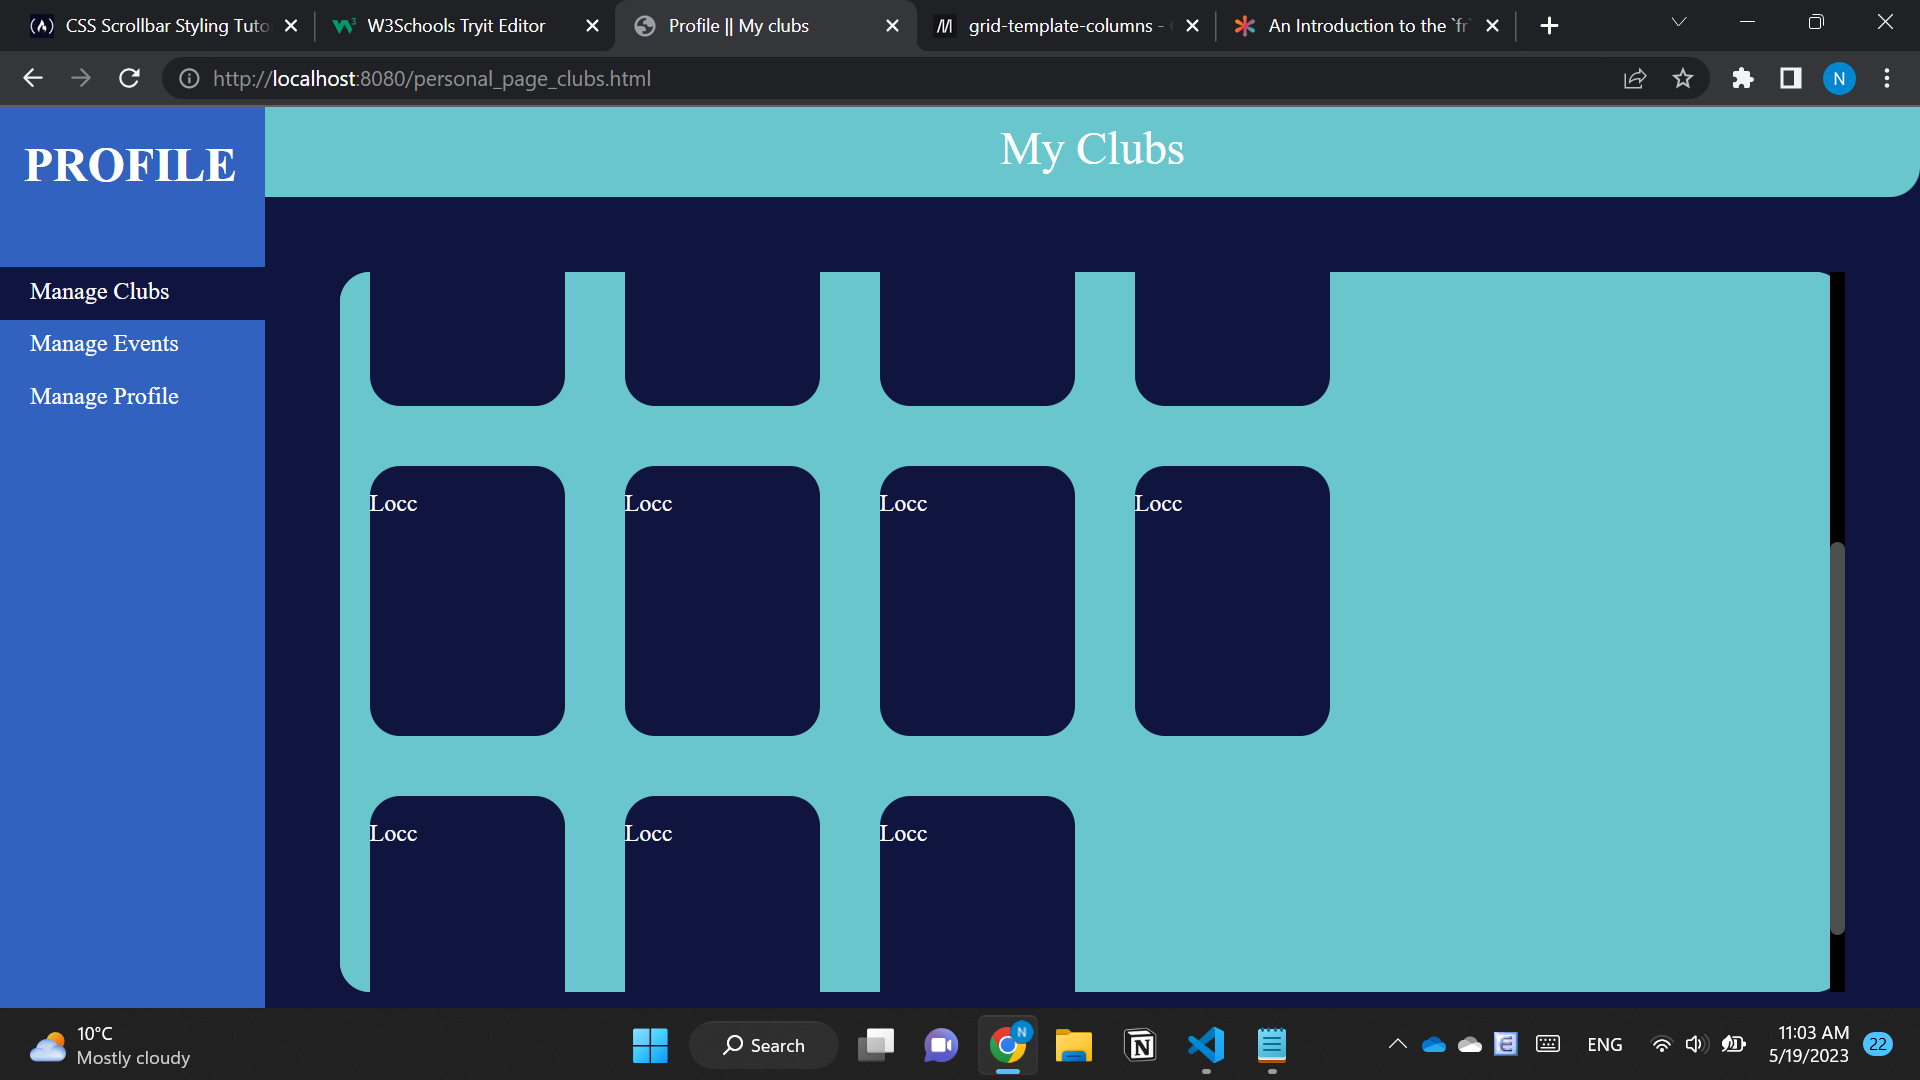 CSS Scrollbar Styling Tuto
W3Schools Tryit Editor
Profile || My clubs
grid-template-columns -
An Introduction to the `fr`
http://localhost:8080/personal_page_clubs.html
N
PROFILE
My Clubs
Manage Clubs
Manage Events
Manage Profile
Locc
Locc
Locc
Locc
Locc
Locc
Locc
10°C
Mostly cloudy
Search
N
ENG
11:03 AM
5/19/2023
22